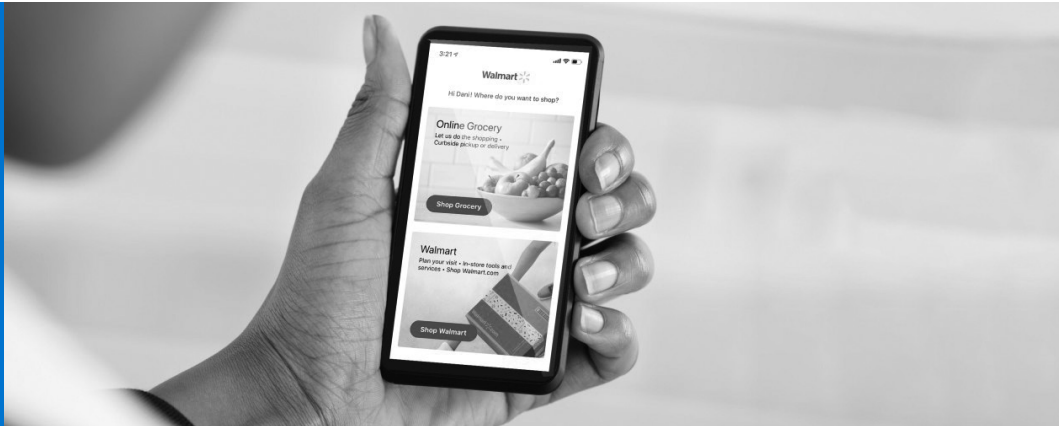 3:21
Walmart
Hi Dani! Where do you want to shop?
Online Grocery
Let us do the shopping •
Curbside pickup or delivery
Shop Grocery
Walmart
Plan your visit • In-store tools and
services • Shop Walmart.com
Shop Walmart